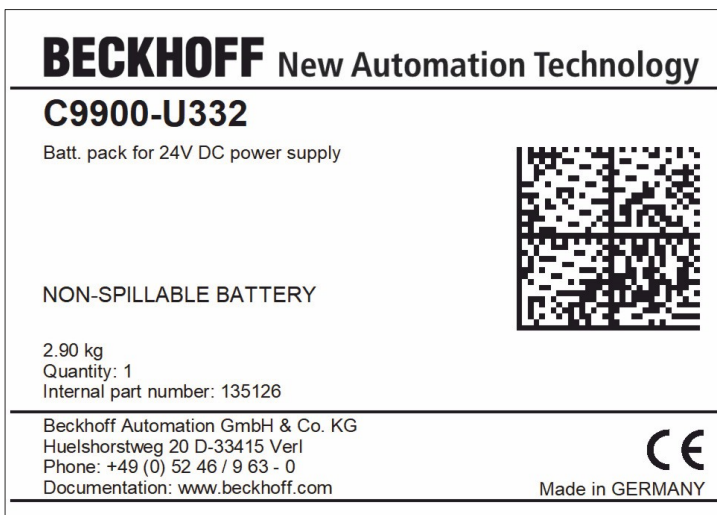 BECKHOFF New Automation Technology
C9900-U332
Batt. pack for 24V DC power supply
NON-SPILLABLE BATTERY
2.90 kg
Quantity: 1
Internal part number: 135126
Beckhoff Automation GmbH & Co. KG
Huelshorstweg 20 D-33415 Verl
Phone: +49 (0) 52 46 / 9 63 - 0
Documentation: www.beckhoff.com
CE
Made in GERMANY